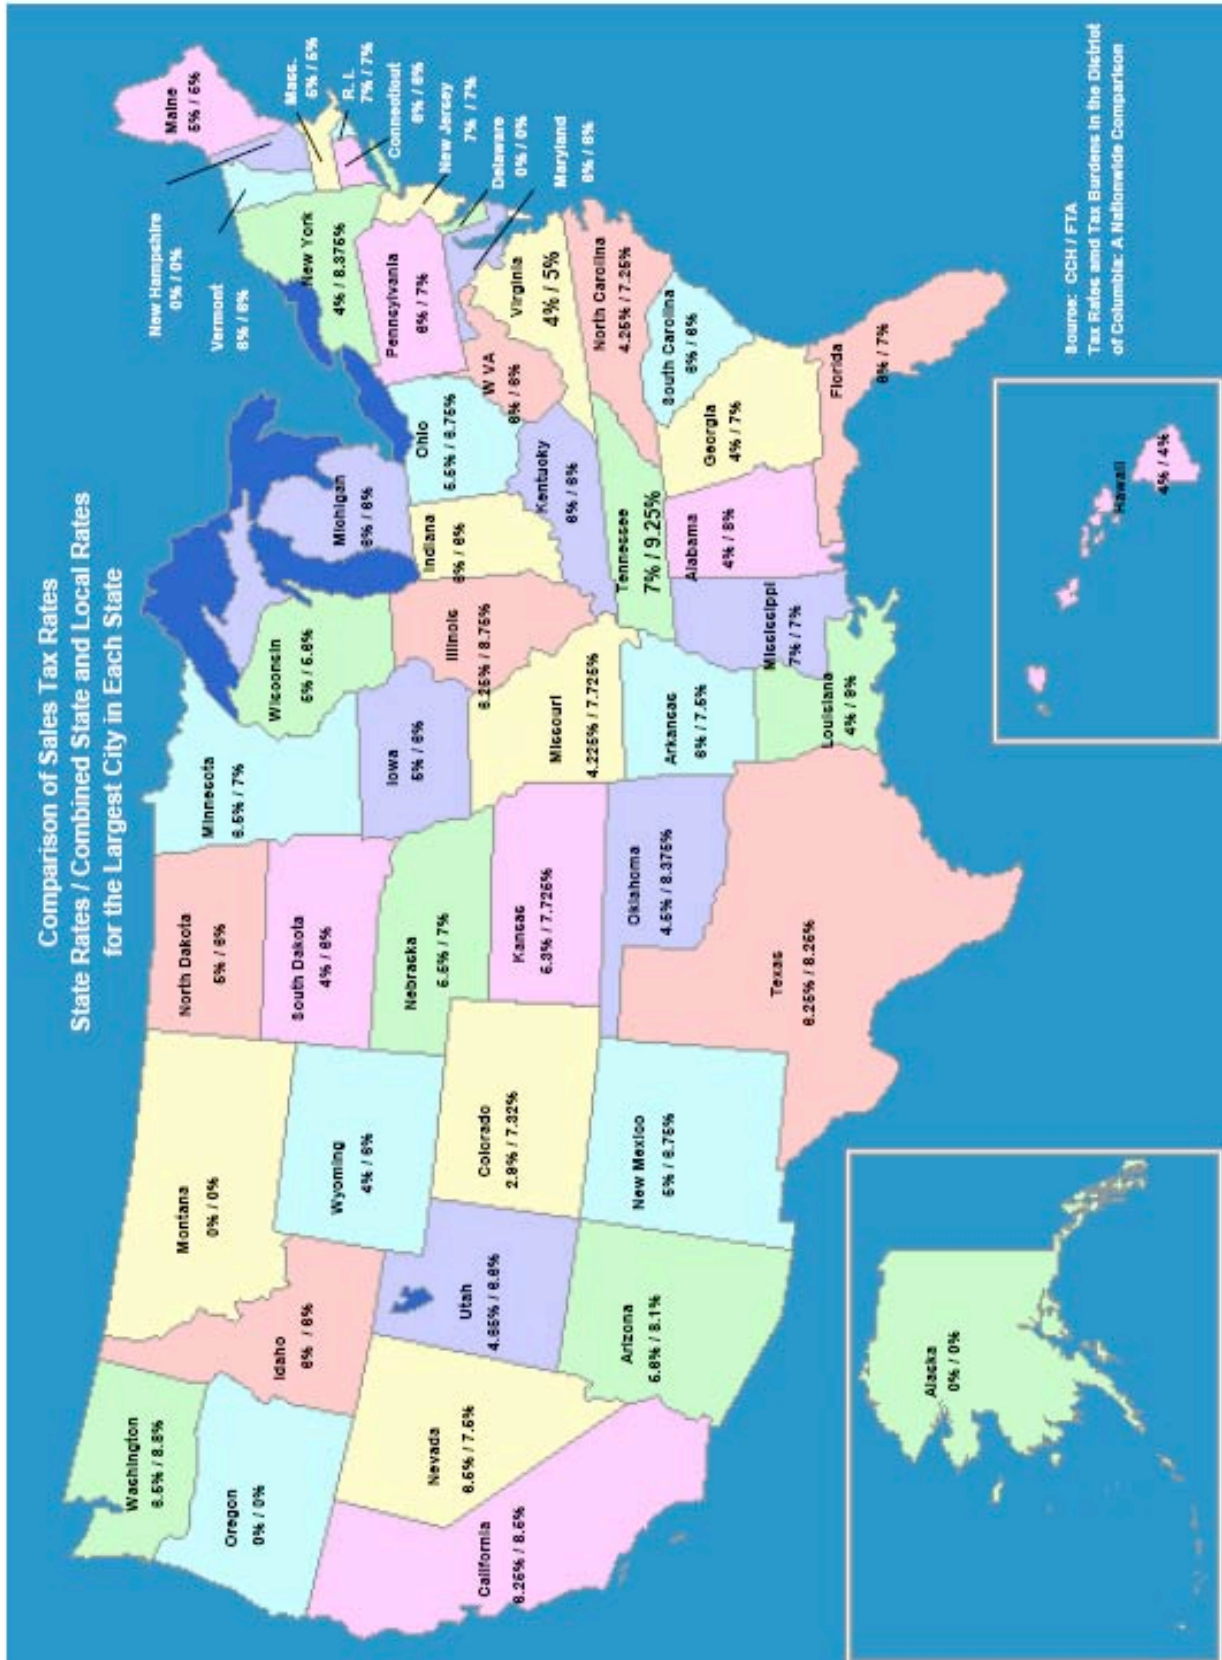 Comparison of Sales Tax Rates
State Rates / Combined State and Local Rates
for the Largest City in Each State
Washington
6.5% /
Oregon
0% / 0%
California
Nevada
6.5% / 7.5%
Idaho
6% / 6%
Montana
0% / 0%
Wyoming
4% / 6%
Utah
4.65% / 6.6%
Arizona
5.6% / 8.1%
Colorado
2.9% / 7.32%
New Mexico
5% / 6.75%
North Dakota
5% / 6%
South Dakota
4% / 6%
Nebraska
5.5% / 7%
Kansas
5.3% / 7.725%
Oklahoma
4.5% / 8.375%
Texas
6.25% / 8.25%
Minnesota
6.5% / 7%
Iowa
5% / 6%
Missouri
4.225% / 7.725%
Arkansas
6% / 7.5%
Louisiana
4% / 9%
Wisconsin
5% / 5.6%
Illinois
6.25% / 8.75%
Michigan
6% / 6%
Indiana
6% / 6%
Ohio
5.5% / 6.75%
Kentucky
6% / 6%
Tennessee
7% / 9.25%
Mississippi
7% / 7%
Alabama
4% / 8%
Georgia
4% / 7%
Florida
6% / 7%
South Carolina
6% / 6%
North Carolina
4.25% / 7.25%
Virginia
4% / 5%
W VA
6% / 6%
Pennsylvania
6% / 7%
New York
4% / 8.375%
Vermont
6% / 6%
New Hampshire
0% / 0%
Maine
5% / 5%
Mass.
5% / 5%
R.I.
7% / 7%
Connecticut
6% / 6%
New Jersey
7% / 7%
Delaware
0% / 0%
Maryland
6% / 6%
Alaska
0% / 0%
Hawaii
4% / 4%
Source: CCH / FTA
Tax Rates and Tax Burdens in the District
of Columbia: A Nationwide Comparison